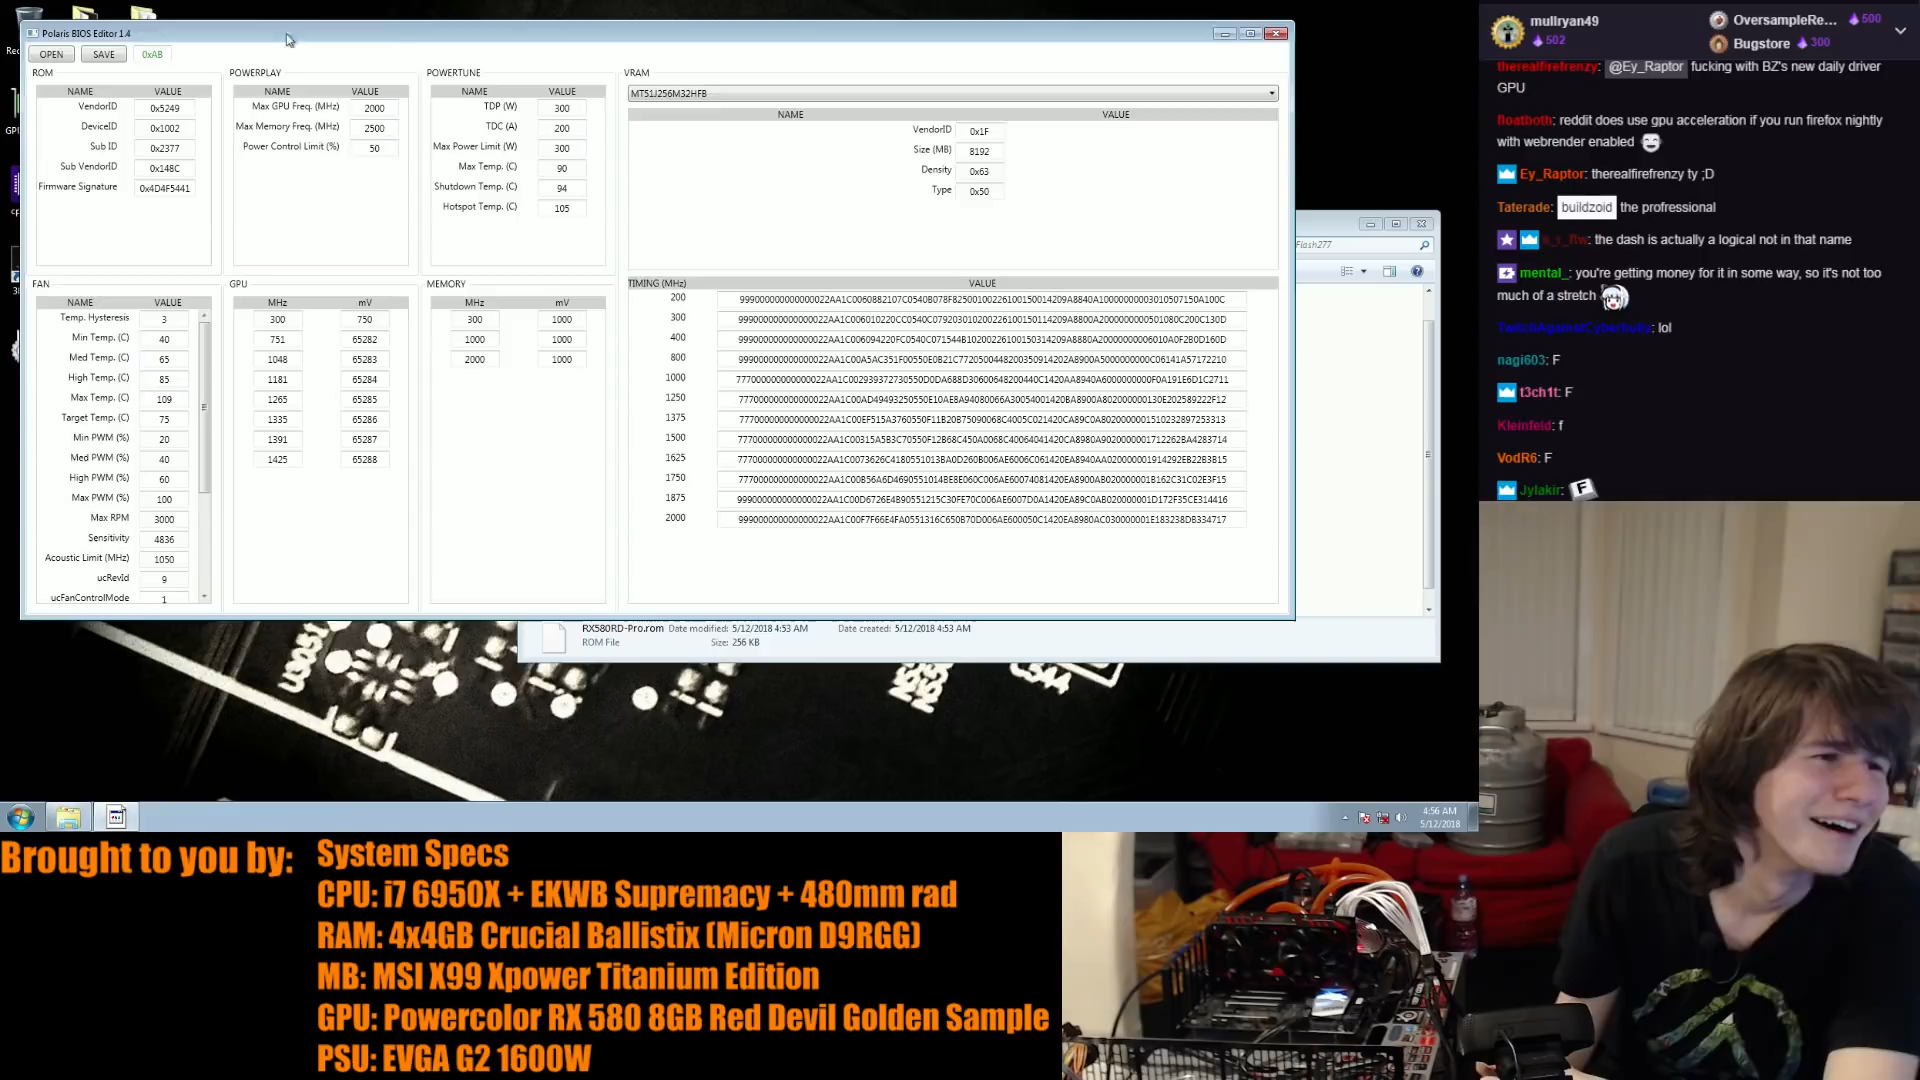 Polaris BIOS Editor 1.4
OPEN SAVE 0xAB
ROM
NAME VALUE
VendorID 0x5249
DeviceID 0x1002
Sub ID 0x2377
Sub VendorID 0x148C
Firmware Signature 0x4D4F5441
POWERPLAY
NAME VALUE
Max GPU Freq. (MHz) 2000
Max Memory Freq. (MHz) 2500
Power Control Limit (%) 50
POWERTUNE
NAME VALUE
TDP (W) 300
TDC (A) 200
Max Power Limit (W) 300
Max Temp. (C) 90
Shutdown Temp. (C) 94
Hotspot Temp. (C) 105
VRAM
MT51J256M32HFB
NAME VALUE
VendorID 0x1F
Size (MB) 8192
Density 0x63
Type 0x50
FAN
NAME VALUE
Temp. Hysteresis 3
Min Temp. (C) 40
Med Temp. (C) 65
High Temp. (C) 85
Max Temp. (C) 109
Target Temp. (C) 75
Min PWM (%) 20
Med PWM (%) 40
High PWM (%) 60
Max PWM (%) 100
Max RPM 3000
Sensitivity 4836
Acoustic Limit (MHz) 1050
ucRevId 9
ucFanControlMode 1
GPU
MHz mV
300 750
751 65282
1048 65283
1181 65284
1265 65285
1335 65286
1391 65287
1425 65288
MEMORY
MHz mV
300 1000
1000 1000
2000 1000
TIMING (MHz) VALUE
200
300
400
800
1000
1250
1375
1500
1625
1750
1875
2000
Flash277
RX580RD-Pro.rom Date modified: 5/12/2018 4:53 AM Date created: 5/12/2018 4:53 AM
ROM File Size: 256 KB
4:56 AM
5/12/2018
mullryan49
502
OversampleRe... 500
Bugstore 300
therealfirefrenzy: @Ey_Raptor fucking with BZ's new daily driver
GPU
floatboth: reddit does use gpu acceleration if you run firefox nightly
with webrender enabled
Ey_Raptor: therealfirefrenzy ty ;D
Taterade: buildzoid the profressional
the dash is actually a logical not in that name
mental_: you're getting money for it in some way, so it's not too
much of a stretch
TwitchAgainstCyberbully: lol
nagi603: F
t3ch1t: F
Kleinfeld: f
VodR6: F
Jylakir: F
Brought to you by:
System Specs
CPU: i7 6950X + EKWB Supremacy + 480mm rad
RAM: 4x4GB Crucial Ballistix (Micron D9RGG)
MB: MSI X99 Xpower Titanium Edition
GPU: Powercolor RX 580 8GB Red Devil Golden Sample
PSU: EVGA G2 1600W